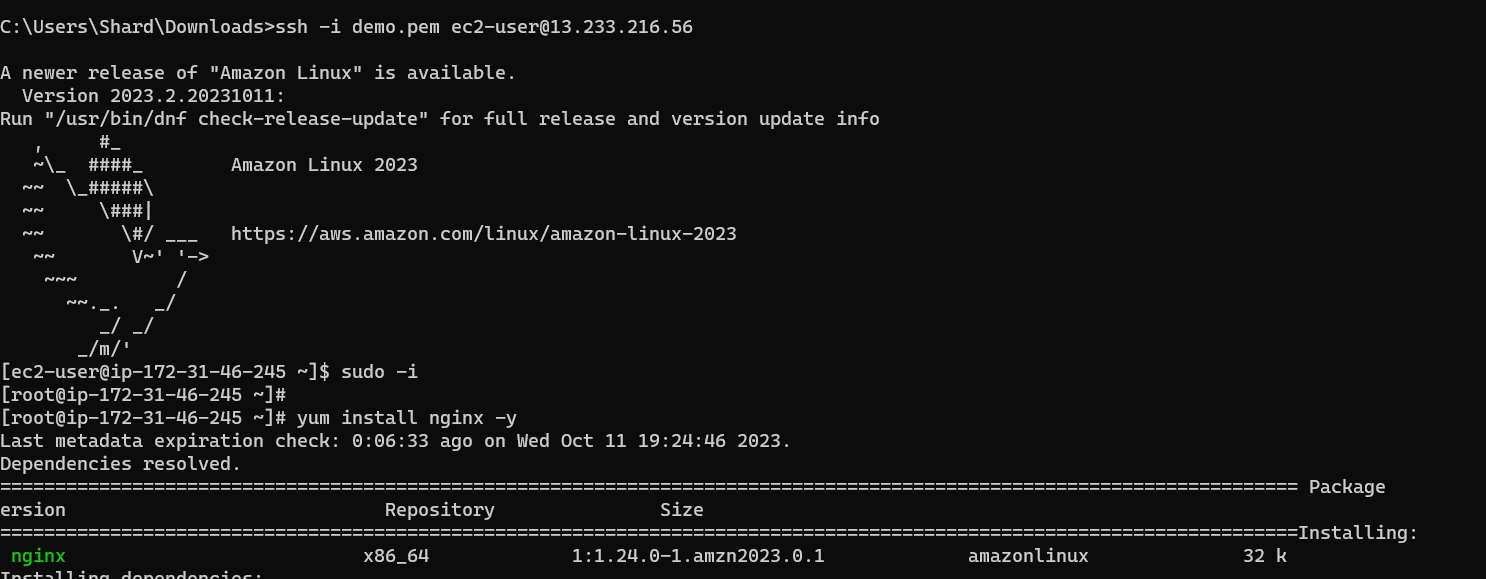 C:\Users\Shard\Downloads>ssh -i demo.pem ec2-user@13.233.216.56
A newer release of "Amazon Linux" is available.
  Version 2023.2.20231011:
Run "/usr/bin/dnf check-release-update" for full release and version update info
   ,     #_
   ~\_  ####_        Amazon Linux 2023
  ~~  \_#####\
  ~~     \###|
  ~~       \#/ ___   https://aws.amazon.com/linux/amazon-linux-2023
   ~~       V~' '->
    ~~~         /
      ~~._.   _/
         _/ _/
       _/m/'
[ec2-user@ip-172-31-46-245 ~]$ sudo -i
[root@ip-172-31-46-245 ~]#
[root@ip-172-31-46-245 ~]# yum install nginx -y
Last metadata expiration check: 0:06:33 ago on Wed Oct 11 19:24:46 2023.
Dependencies resolved.
====================================================================================================================== Package
ersion                             Repository               Size
======================================================================================================================Installing:
 nginx                           x86_64             1:1.24.0-1.amzn2023.0.1             amazonlinux              32 k
Installing dependencies: